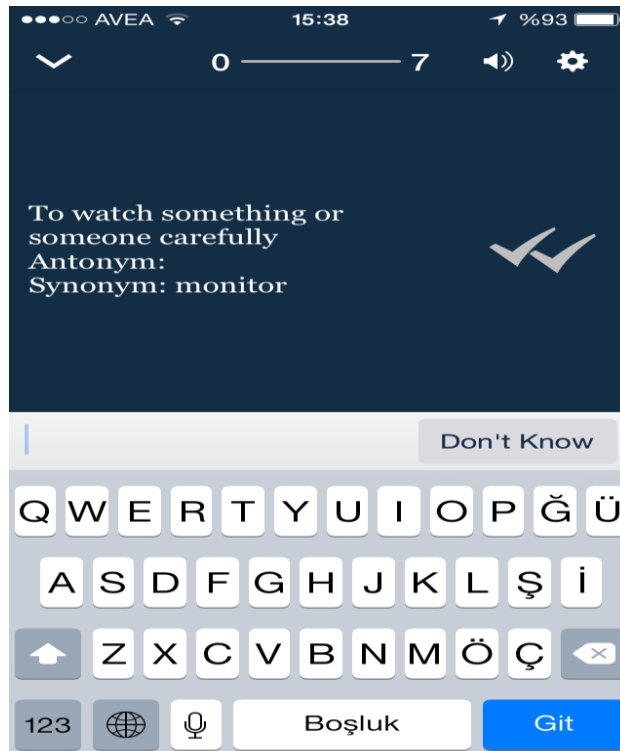 AVEA 15:38 %93
0 7
To watch something or
someone carefully
Antonym:
Synonym: monitor
Don't Know
Q W E R T Y U I O P Ğ Ü
A S D F G H J K L Ş İ
Z X C V B N M Ö Ç
123 Boşluk Git